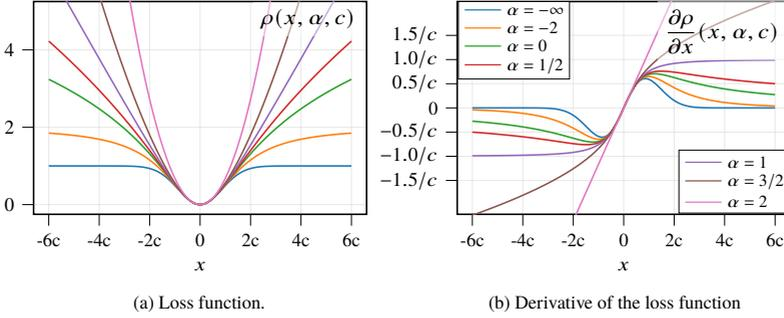 ρ(x, α, c)
4
2
0
-6c -4c -2c 0 2c 4c 6c
x
(a) Loss function.
α = −∞
α = −2
α = 0
α = 1/2
∂ρ/∂x (x, α, c)
1.5/c
1.0/c
0.5/c
0
−0.5/c
−1.0/c
−1.5/c
α = 1
α = 3/2
α = 2
-6c -4c -2c 0 2c 4c 6c
x
(b) Derivative of the loss function